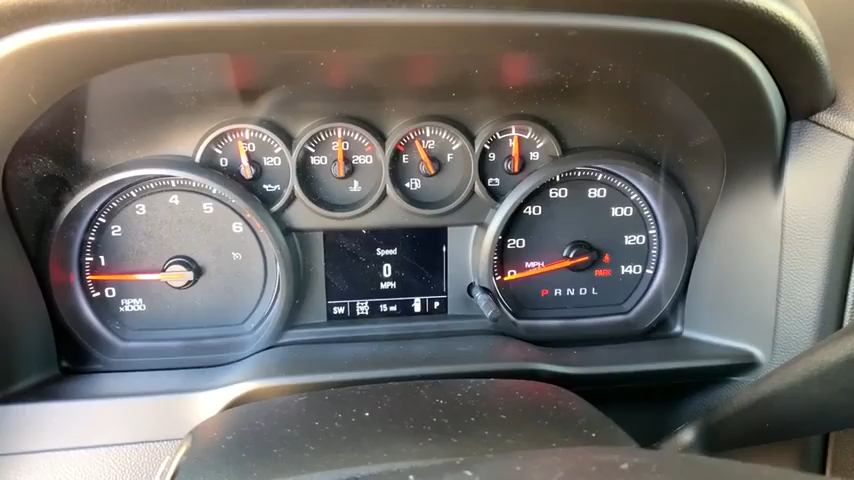 0 60 120
160 210 260
E 1/2 F
9 14 19
0 1 2 3 4 5 6
RPM
x1000
Speed
0
MPH
SW 15 mi P
0 20 40 60 80 100 120 140
MPH
PARK
P R N D L